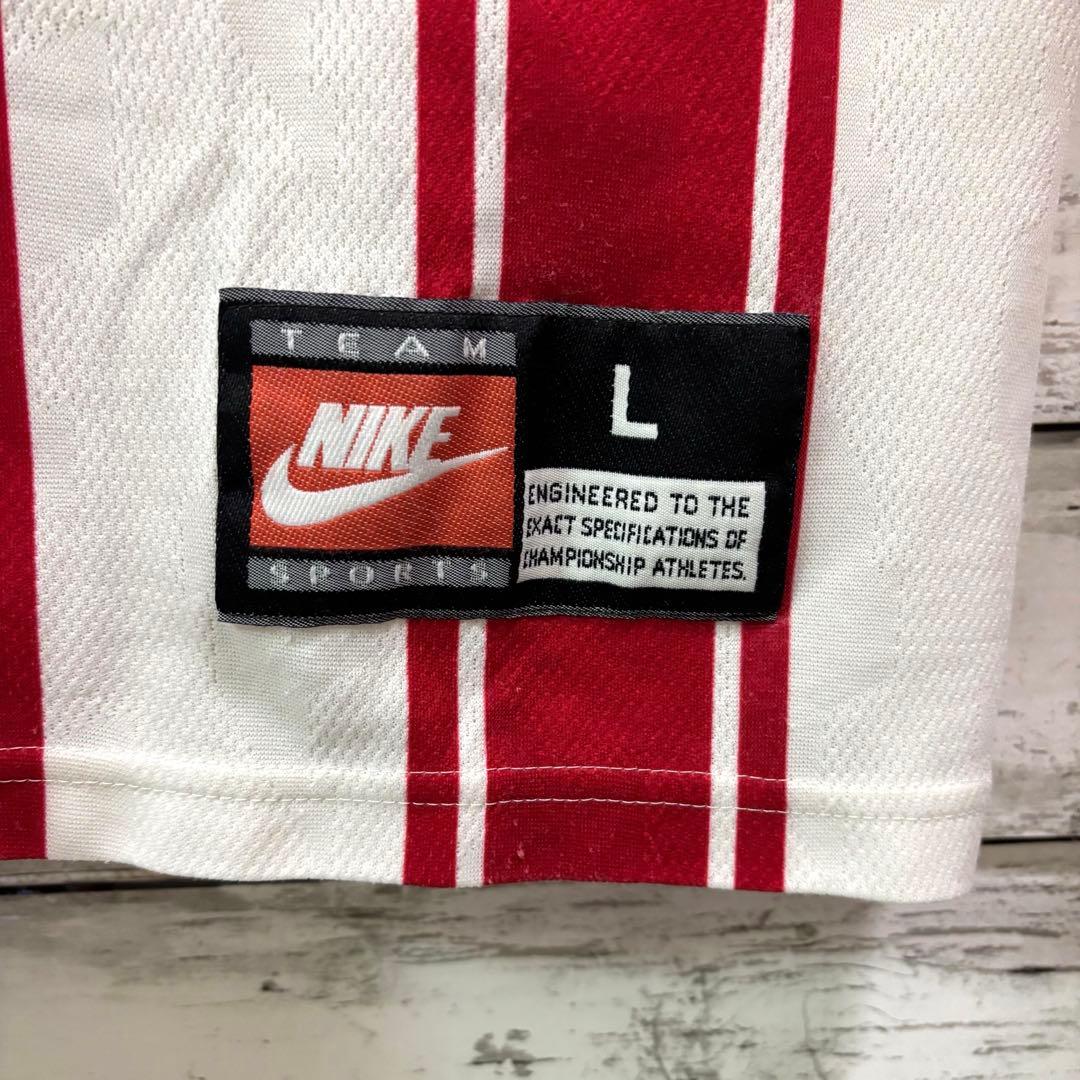 TEAM
NIKE
SPORTS
L
ENGINEERED TO THE
EXACT SPECIFICATIONS OF
CHAMPIONSHIP ATHLETES.